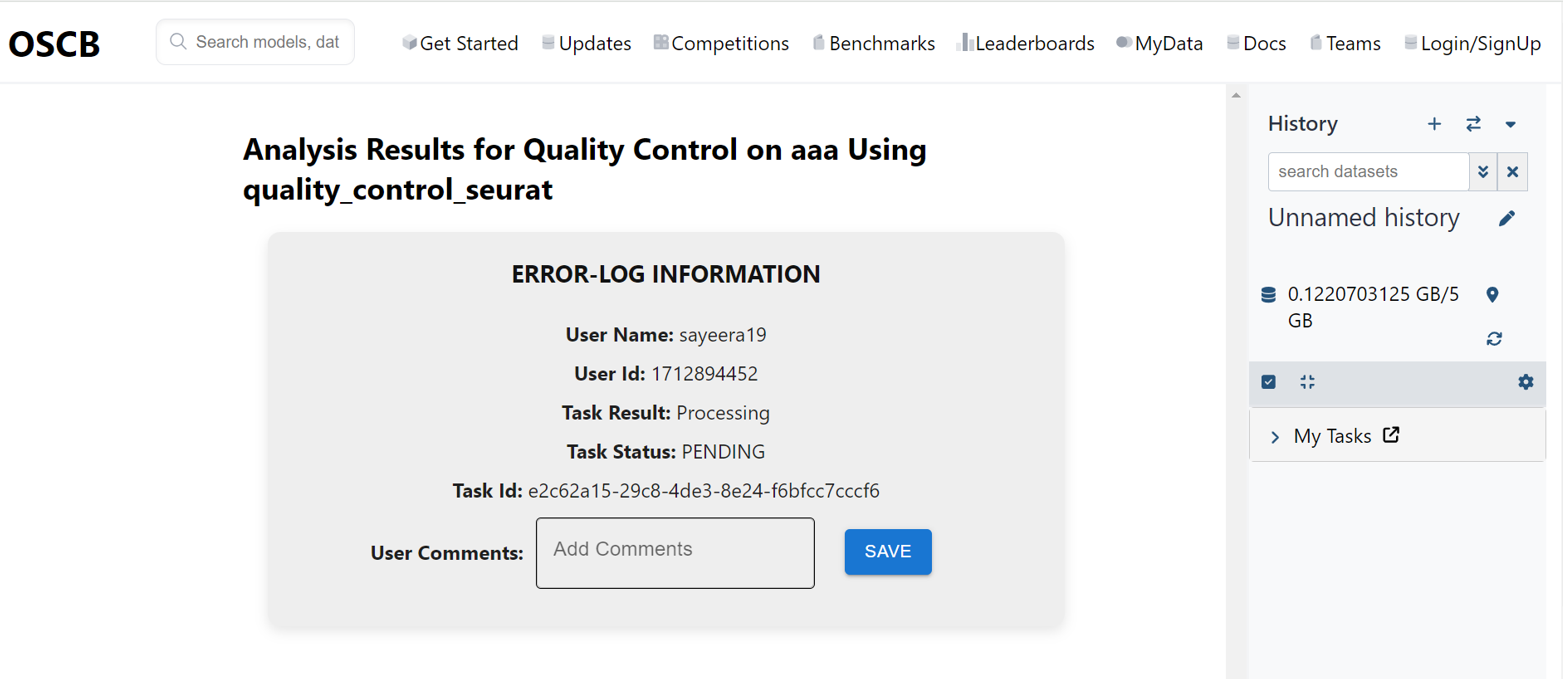 OSCB
Search models, dat
Get Started
Updates
Competitions
Benchmarks
Leaderboards
MyData
Docs
Teams
Login/SignUp
Analysis Results for Quality Control on aaa Using
quality_control_seurat
ERROR-LOG INFORMATION
User Name: sayeera19
User Id: 1712894452
Task Result: Processing
Task Status: PENDING
Task Id: e2c62a15-29c8-4de3-8e24-f6bfcc7cccf6
User Comments: Add Comments SAVE
History
search datasets
Unnamed history
0.1220703125 GB/5
GB
My Tasks